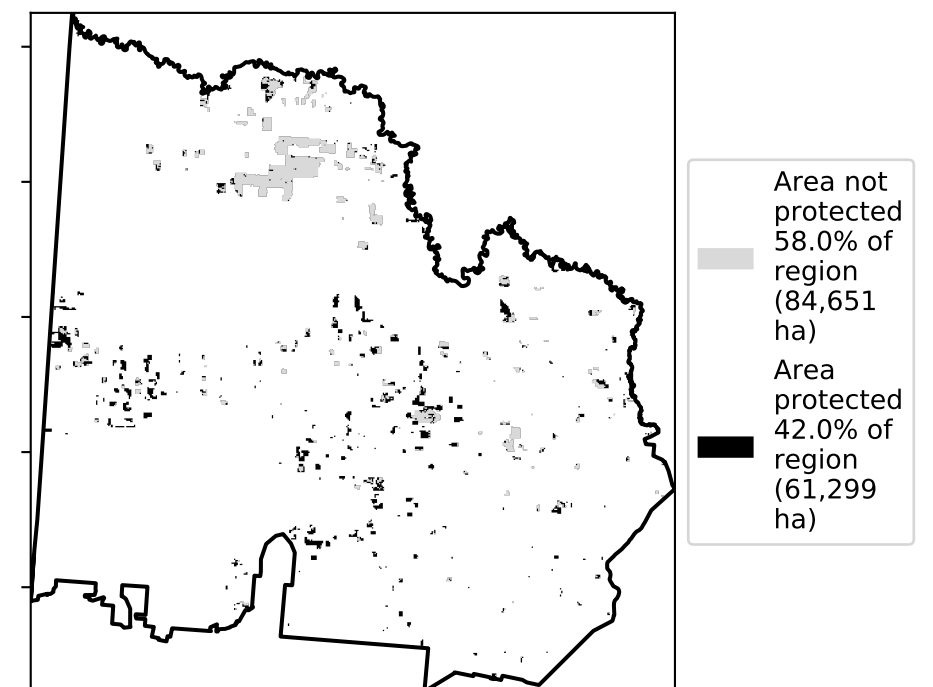 Area not
protected
58.0% of
region
(84,651
ha)
Area
protected
42.0% of
region
(61,299
ha)